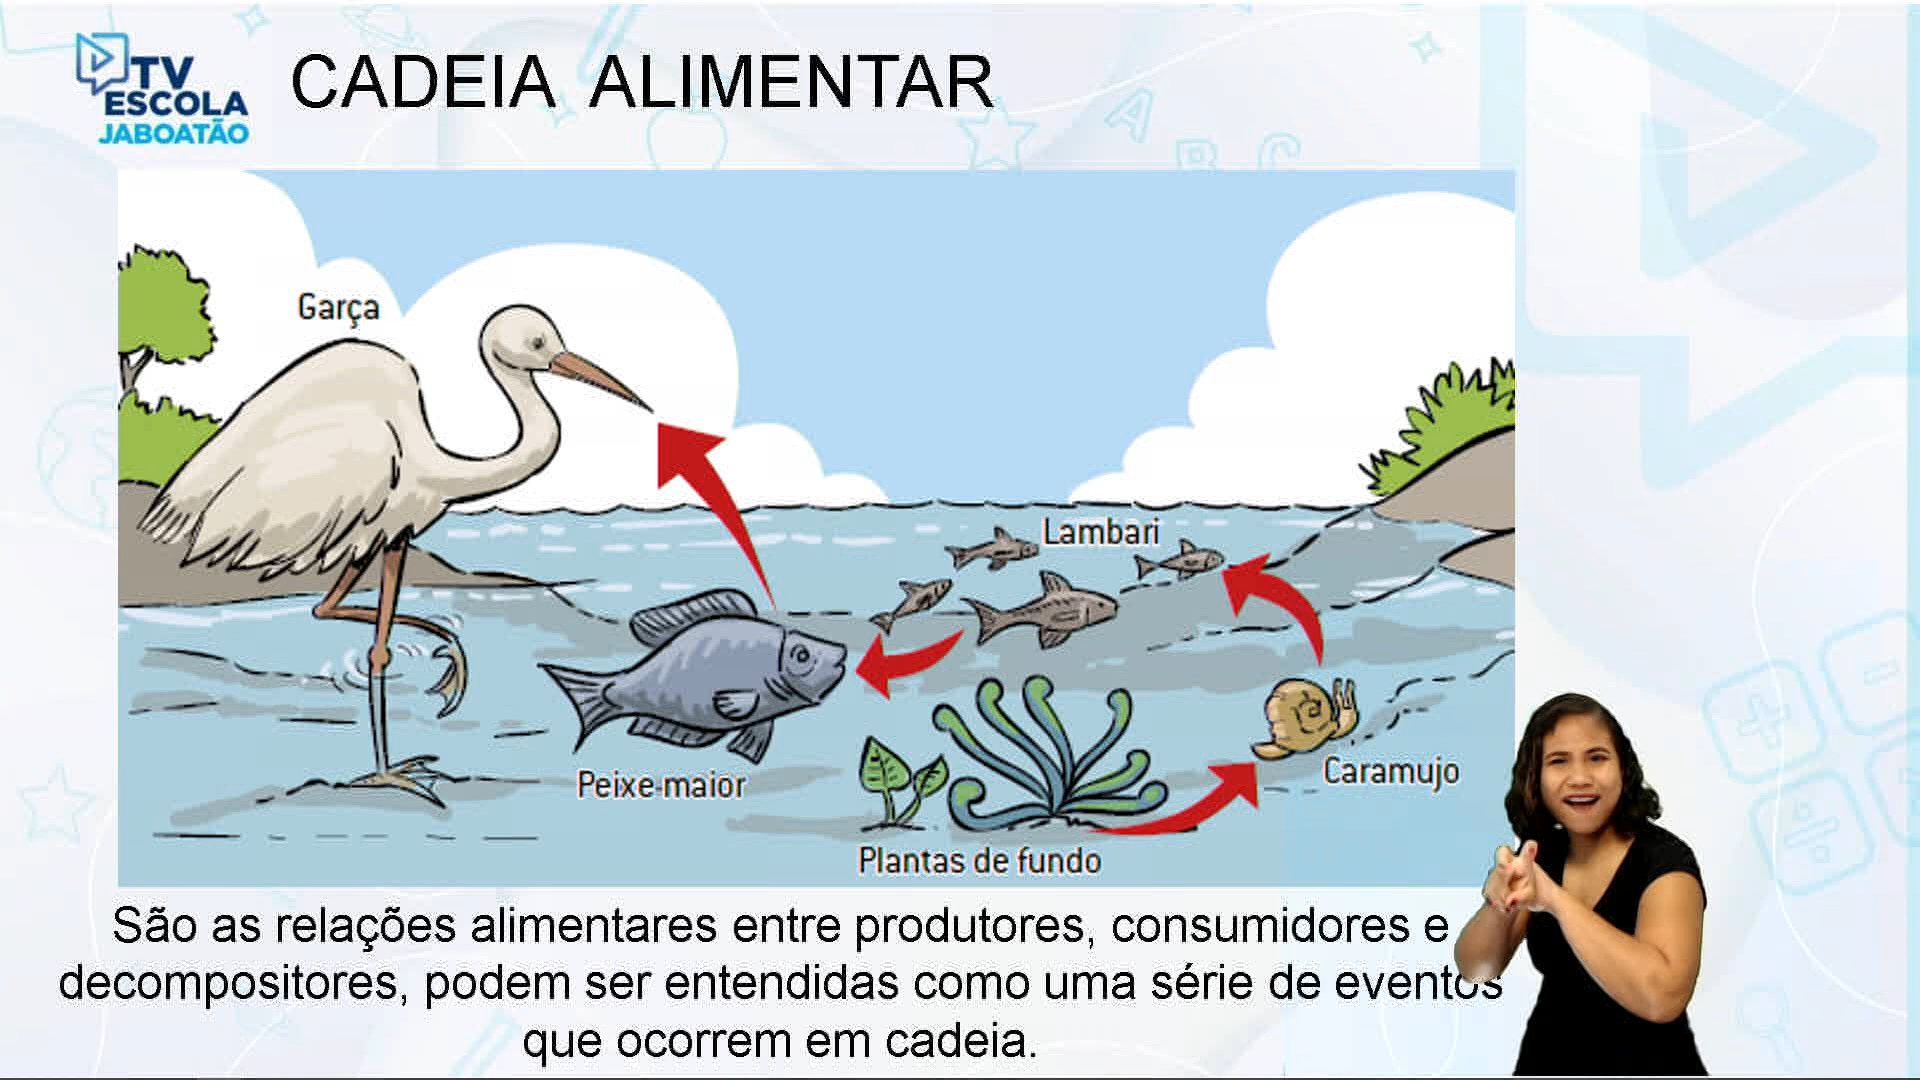 TV
ESCOLA
JABOATÃO
CADEIA ALIMENTAR
A
B
C
Garça
Lambari
Peixe maior
Caramujo
Plantas de fundo
São as relações alimentares entre produtores, consumidores e
decompositores, podem ser entendidas como uma série de eventos
que ocorrem em cadeia.